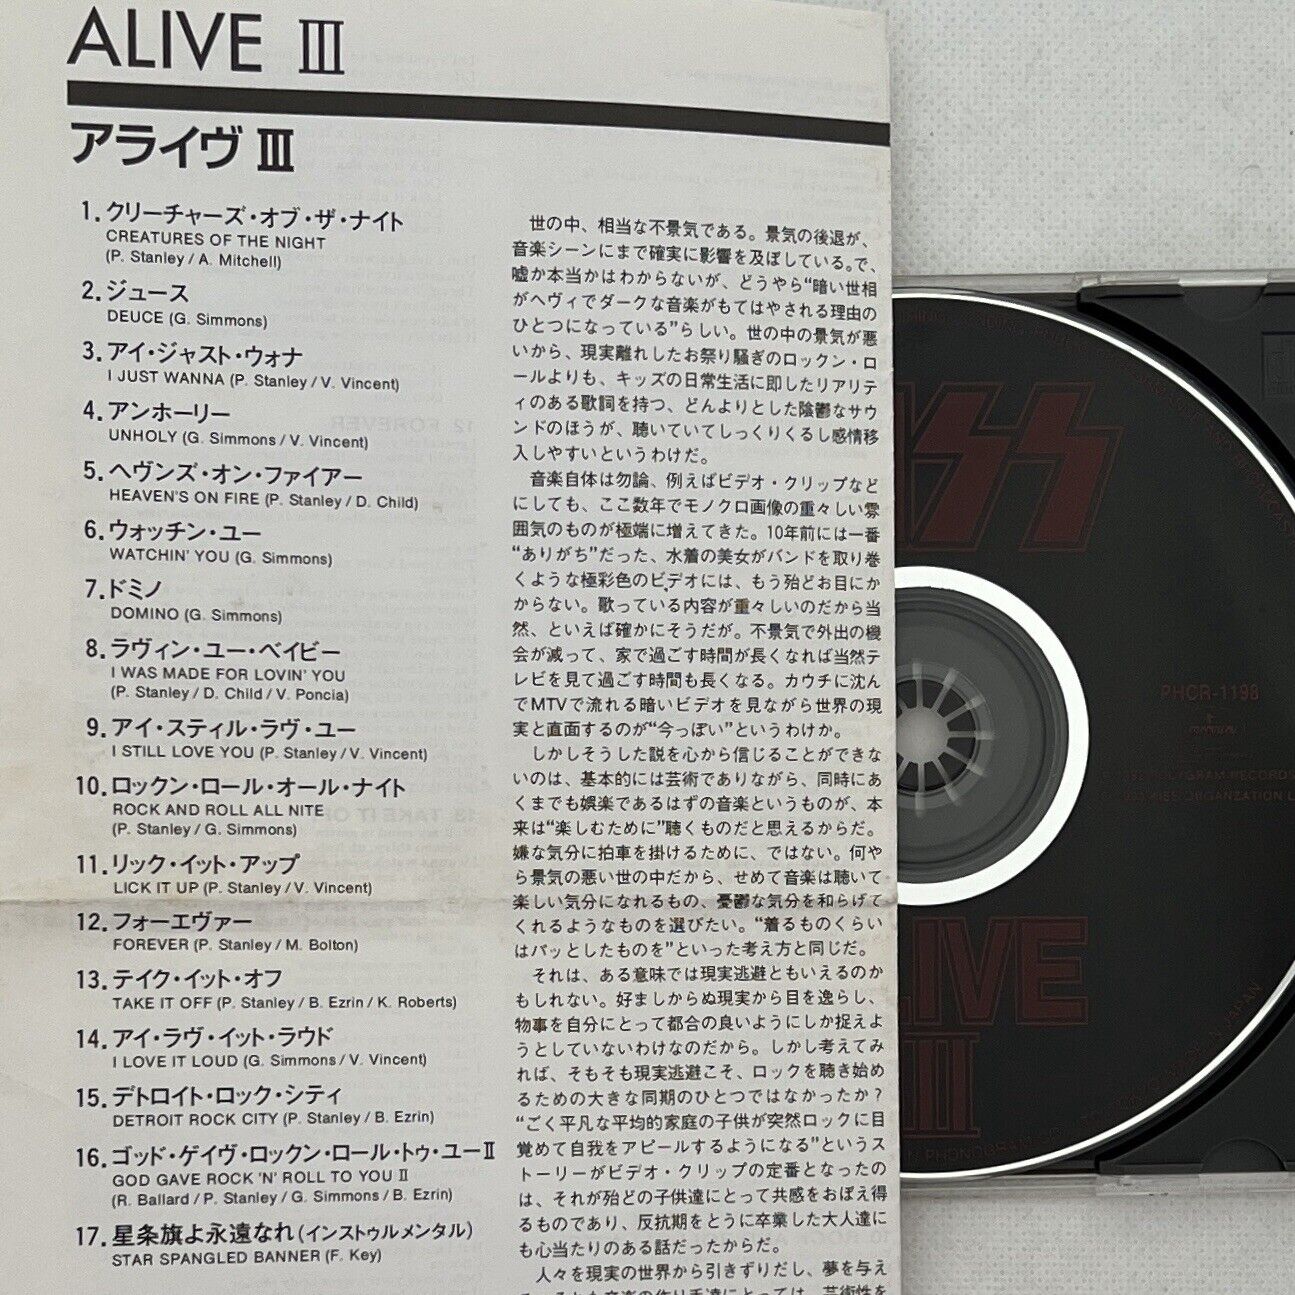 ALIVE III
アライヴ III
1. クリーチャーズ・オブ・ザ・ナイト
CREATURES OF THE NIGHT
(P. Stanley / A. Mitchell)
2. ジュース
DEUCE (G. Simmons)
3. アイ・ジャスト・ウォナ
I JUST WANNA (P. Stanley / V. Vincent)
4. アンホーリー
UNHOLY (G. Simmons / V. Vincent)
5. ヘヴンズ・オン・ファイアー
HEAVEN'S ON FIRE (P. Stanley / D. Child)
6. ウォッチン・ユー
WATCHIN' YOU (G. Simmons)
7. ドミノ
DOMINO (G. Simmons)
8. ラヴィン・ユー・ベイビー
I WAS MADE FOR LOVIN' YOU
(P. Stanley / D. Child / V. Poncia)
9. アイ・スティル・ラヴ・ユー
I STILL LOVE YOU (P. Stanley / V. Vincent)
10. ロックン・ロール・オール・ナイト
ROCK AND ROLL ALL NITE
(P. Stanley / G. Simmons)
11. リック・イット・アップ
LICK IT UP (P. Stanley / V. Vincent)
12. フォーエヴァー
FOREVER (P. Stanley / M. Bolton)
13. テイク・イット・オフ
TAKE IT OFF (P. Stanley / B. Ezrin / K. Roberts)
14. アイ・ラヴ・イット・ラウド
I LOVE IT LOUD (G. Simmons / V. Vincent)
15. デトロイト・ロック・シティ
DETROIT ROCK CITY (P. Stanley / B. Ezrin)
16. ゴッド・ゲイヴ・ロックン・ロール・トゥ・ユーII
GOD GAVE ROCK 'N' ROLL TO YOU II
(R. Ballard / P. Stanley / G. Simmons / B. Ezrin)
17. 星条旗よ永遠なれ(インストゥルメンタル)
STAR SPANGLED BANNER (F. Key)
世の中、相当な不景気である。景気の後退が、
音楽シーンにまで確実に影響を及ぼしている。で、
嘘か本当かはわからないが、どうやら“暗い世相
がヘヴィでダークな音楽がもてはやされる理由の
ひとつになっている”らしい。世の中の景気が悪
いから、現実離れしたお祭り騒ぎのロックン・ロ
ールよりも、キッズの日常生活に即したリアリテ
ィのある歌詞を持つ、どんよりとした陰鬱なサウ
ンドのほうが、聴いていてしっくりくるし感情移
入しやすいというわけだ。
音楽自体は勿論、例えばビデオ・クリップなど
にしても、ここ数年でモノクロ画像の重々しい雰
囲気のものが極端に増えてきた。10年前には一番
“ありがち”だった、水着の美女がバンドを取り巻
くような極彩色のビデオには、もう殆どお目にか
からない。歌っている内容が重々しいのだから当
然、といえば確かにそうだが。不景気で外出の機
会が減って、家で過ごす時間が長くなれば当然テ
レビを見て過ごす時間も長くなる。カウチに沈ん
でMTVで流れる暗いビデオを見ながら世界の現
実と直面するのが“今っぽい”というわけか。
しかしそうした説を心から信じることができな
いのは、基本的には芸術でありながら、同時にあ
くまでも娯楽であるはずの音楽というものが、本
来は“楽しむために”聴くものだと思えるからだ。
嫌な気分に拍車を掛けるために、ではない。何や
ら景気の悪い世の中だから、せめて音楽は聴いて
楽しい気分になれるもの、憂鬱な気分を和らげて
くれるようなものを選びたい。“着るものくらい
はパッとしたものを”といった考え方と同じだ。
それは、ある意味では現実逃避ともいえるのか
もしれない。好ましからぬ現実から目を逸らし、
物事を自分にとって都合の良いようにしか捉えよ
うとしていないわけなのだから。しかし考えてみ
れば、そもそも現実逃避こそ、ロックを聴き始め
るための大きな同期のひとつではなかったか？
“ごく平凡な平均的家庭の子供が突然ロックに目
覚めて自我をアピールするようになる”というス
トーリーがビデオ・クリップの定番となったの
は、それが殆どの子供達にとって共感をおぼえ得
るものであり、反抗期をとうに卒業した大人達に
も心当たりのある話だったからだ。
人々を現実の世界から引きずりだし、夢を与え
PHCR-1198
ALIVE
III